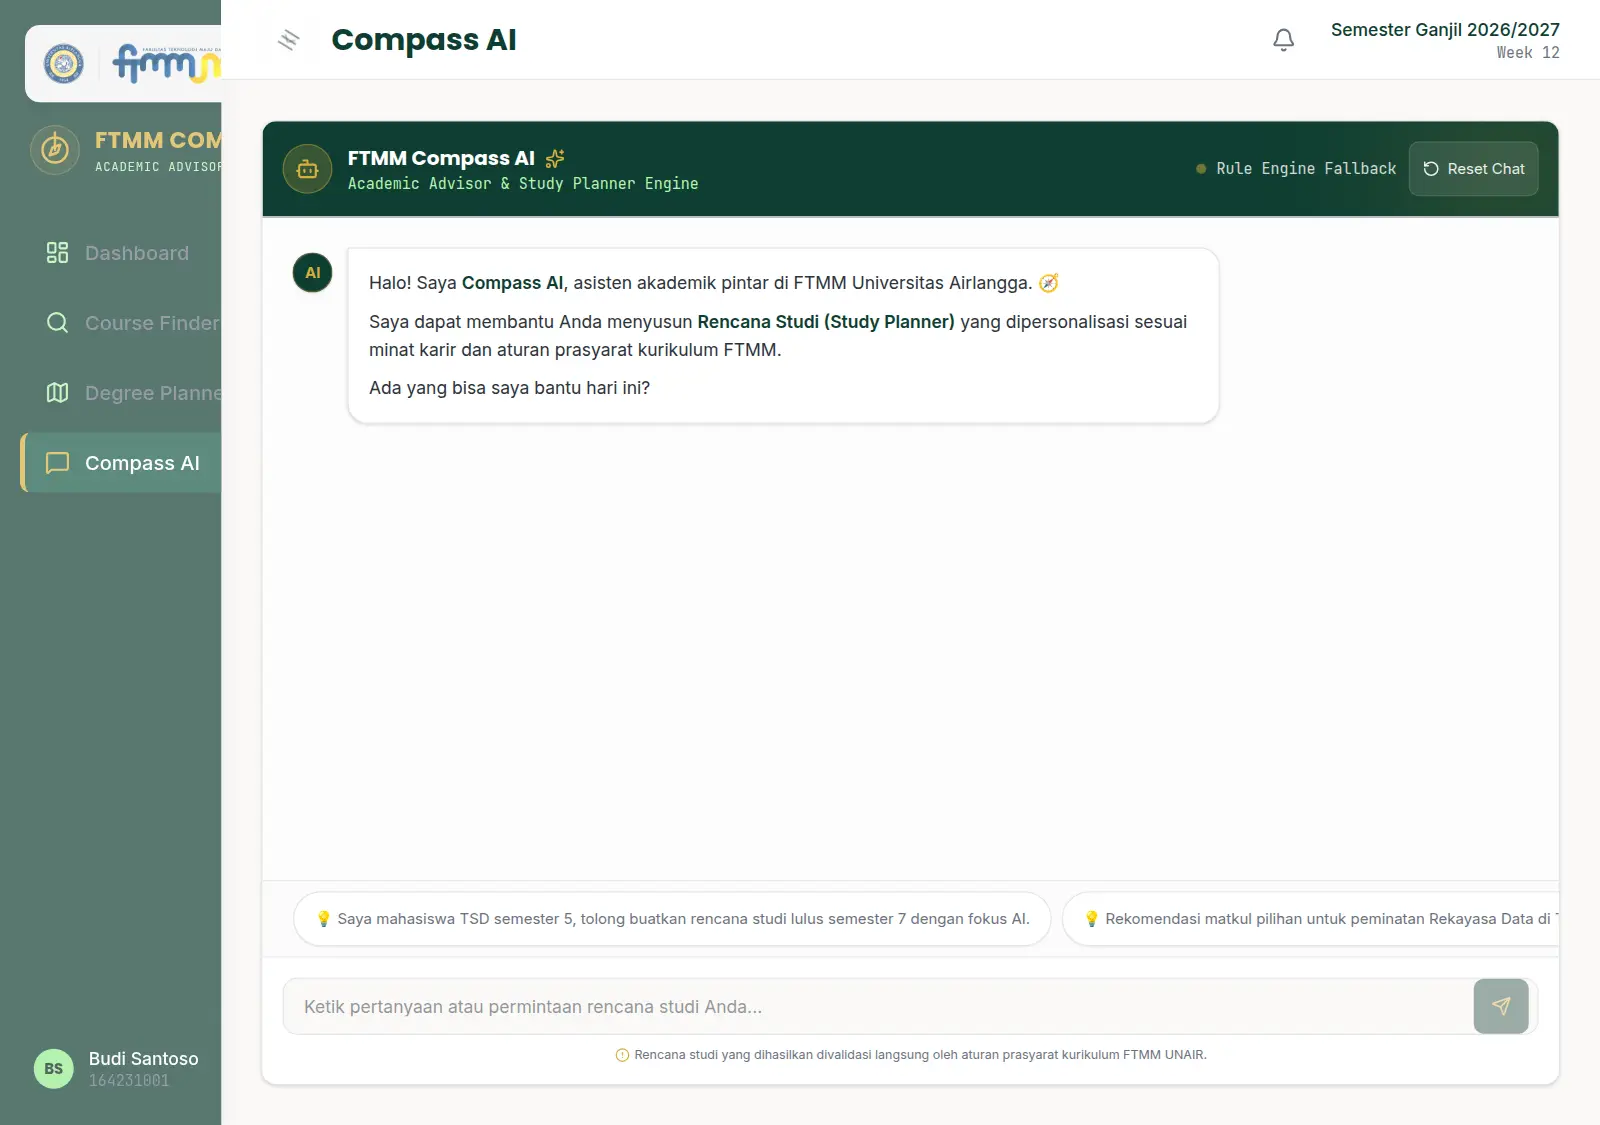 FTMM COM
ACADEMIC ADVISOR
Dashboard
Course Finder
Degree Planne
Compass AI
BS
Budi Santoso
164231001
Compass AI
Semester Ganjil 2026/2027
Week 12
FTMM Compass AI
Academic Advisor & Study Planner Engine
Rule Engine Fallback
Reset Chat
AI
Halo! Saya Compass AI, asisten akademik pintar di FTMM Universitas Airlangga. 🧭
Saya dapat membantu Anda menyusun Rencana Studi (Study Planner) yang dipersonalisasi sesuai
minat karir dan aturan prasyarat kurikulum FTMM.
Ada yang bisa saya bantu hari ini?
💡 Saya mahasiswa TSD semester 5, tolong buatkan rencana studi lulus semester 7 dengan fokus AI.
💡 Rekomendasi matkul pilihan untuk peminatan Rekayasa Data di
Ketik pertanyaan atau permintaan rencana studi Anda...
Rencana studi yang dihasilkan divalidasi langsung oleh aturan prasyarat kurikulum FTMM UNAIR.